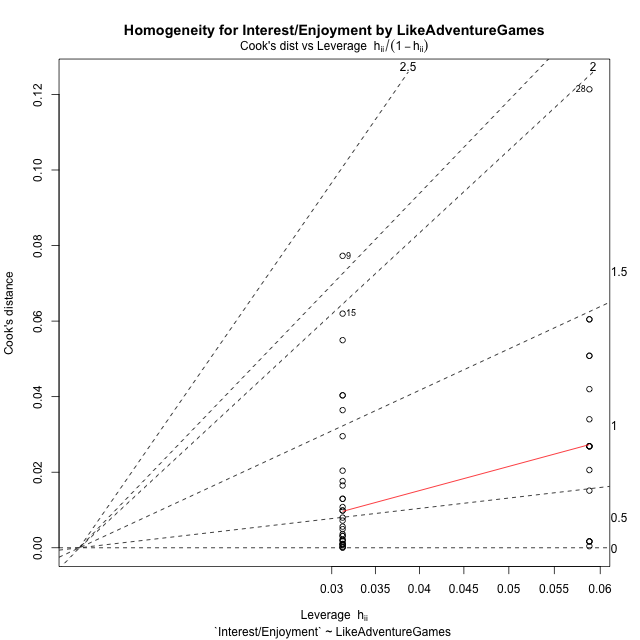 Homogeneity for Interest/Enjoyment by LikeAdventureGames
Cook's dist vs Leverage hii/(1 − hii)
2.5
2
28
0.12
0.10
0.08
9
1.5
15
0.06
0.04
1
0.02
0.5
0.00
0
Cook's distance
0.03 0.035 0.04 0.045 0.05 0.055 0.06
Leverage hii
`Interest/Enjoyment` ~ LikeAdventureGames